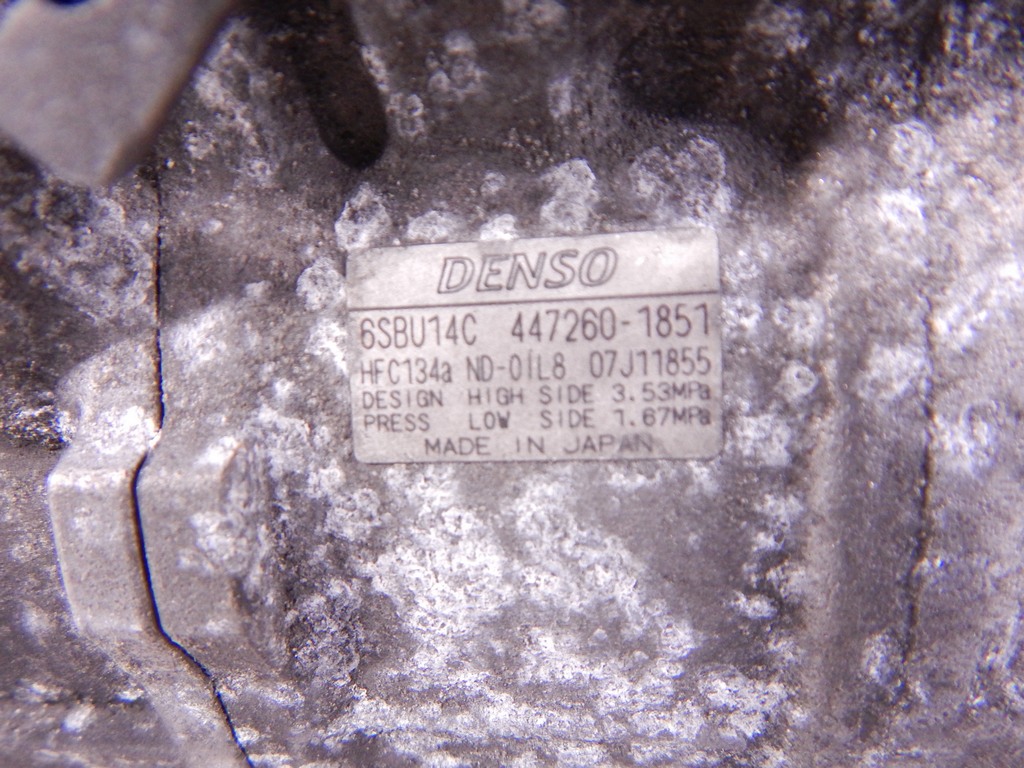 DENSO
6SBU14C 447260-1851
HFC134a ND-OIL8 07J11855
DESIGN HIGH SIDE 3.53MPa
PRESS LOW SIDE 1.67MPa
MADE IN JAPAN